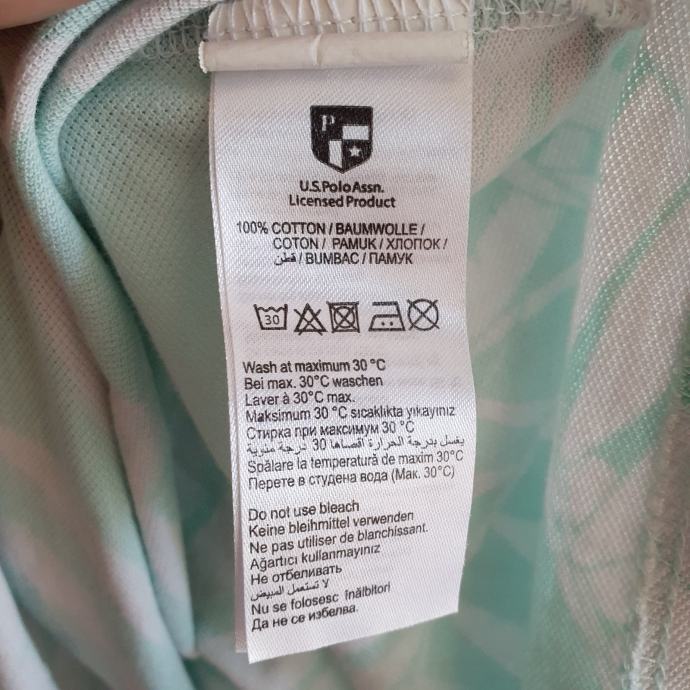 P
U.S. Polo Assn.
Licensed Product
100% COTTON / BAUMWOLLE /
COTON / PAMUK / ХЛОПОК /
قطن / BUMBAC / ПАМУК
30
Wash at maximum 30 °C
Bei max. 30°C waschen
Laver à 30°C max.
Maksimum 30 °C sıcaklıkta yıkayınız
Стирка при максимум 30 °C
يغسل بدرجة الحرارة اقصاها 30 درجة مئوية
Spălare la temperatură de maxim 30°C
Перете в студена вода (Мак. 30°C)
Do not use bleach
Keine bleihmittel verwenden
Ne pas utiliser de blanchissant.
Ağartıcı kullanmayınız
Не отбеливать
لا تستعمل المبيض
Nu se folosesc înălbitori
Да не се избелва.